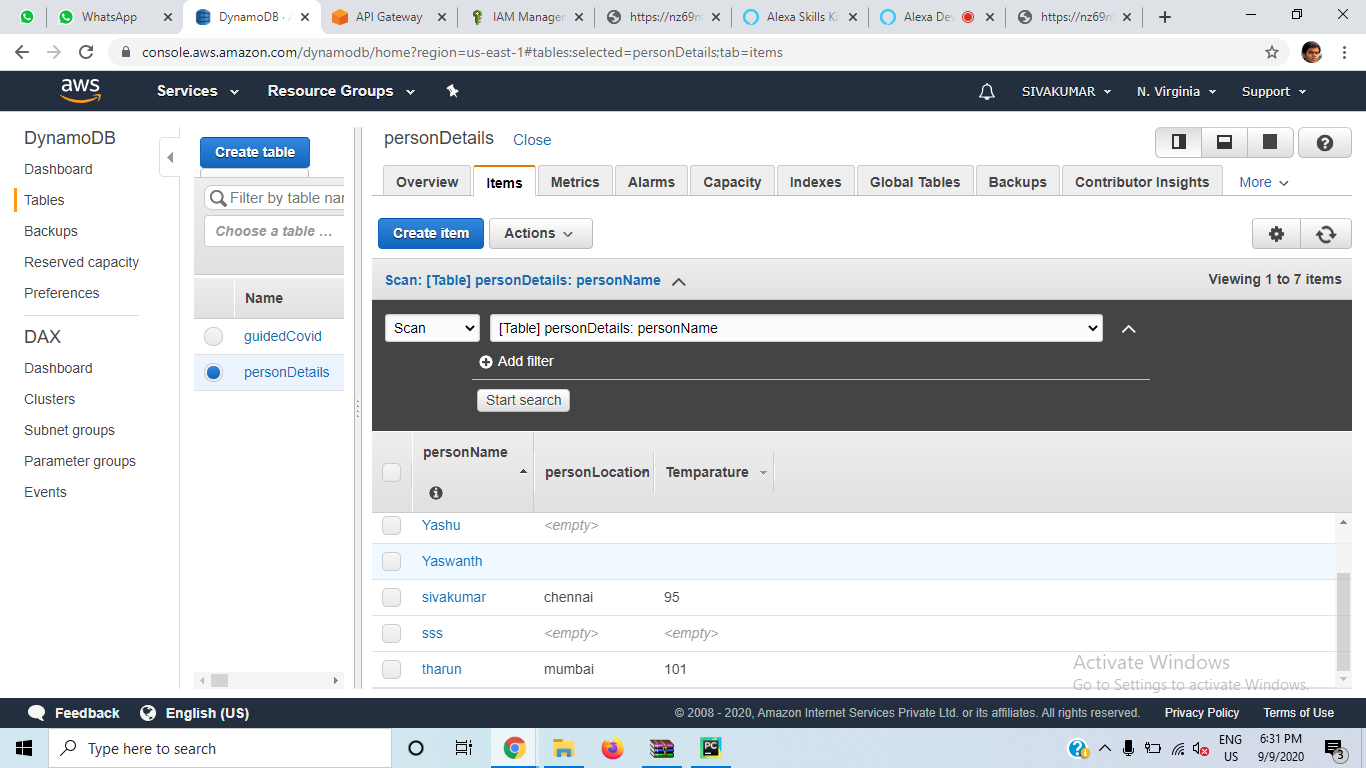 WhatsApp
DynamoDB · A
API Gateway
IAM Manager
https://nz69n
Alexa Skills Ki
Alexa Dev
https://nz69n
console.aws.amazon.com/dynamodb/home?region=us-east-1#tables:selected=personDetails;tab=items
aws
Services
Resource Groups
SIVAKUMAR
N. Virginia
Support
DynamoDB
Dashboard
Tables
Backups
Reserved capacity
Preferences
DAX
Dashboard
Clusters
Subnet groups
Parameter groups
Events
Create table
Filter by table nar
Choose a table ...
Name
guidedCovid
personDetails
personDetails Close
Overview Items Metrics Alarms Capacity Indexes Global Tables Backups Contributor Insights More
Create item Actions
Scan: [Table] personDetails: personName
Viewing 1 to 7 items
Scan [Table] personDetails: personName
Add filter
Start search
personName personLocation Temparature
Yashu <empty>
Yaswanth
sivakumar chennai 95
sss <empty> <empty>
tharun mumbai 101
Activate Windows
Go to Settings to activate Windows.
Feedback English (US)
© 2008 - 2020, Amazon Internet Services Private Ltd. or its affiliates. All rights reserved. Privacy Policy Terms of Use
Type here to search
PC
ENG
US
6:31 PM
9/9/2020
3